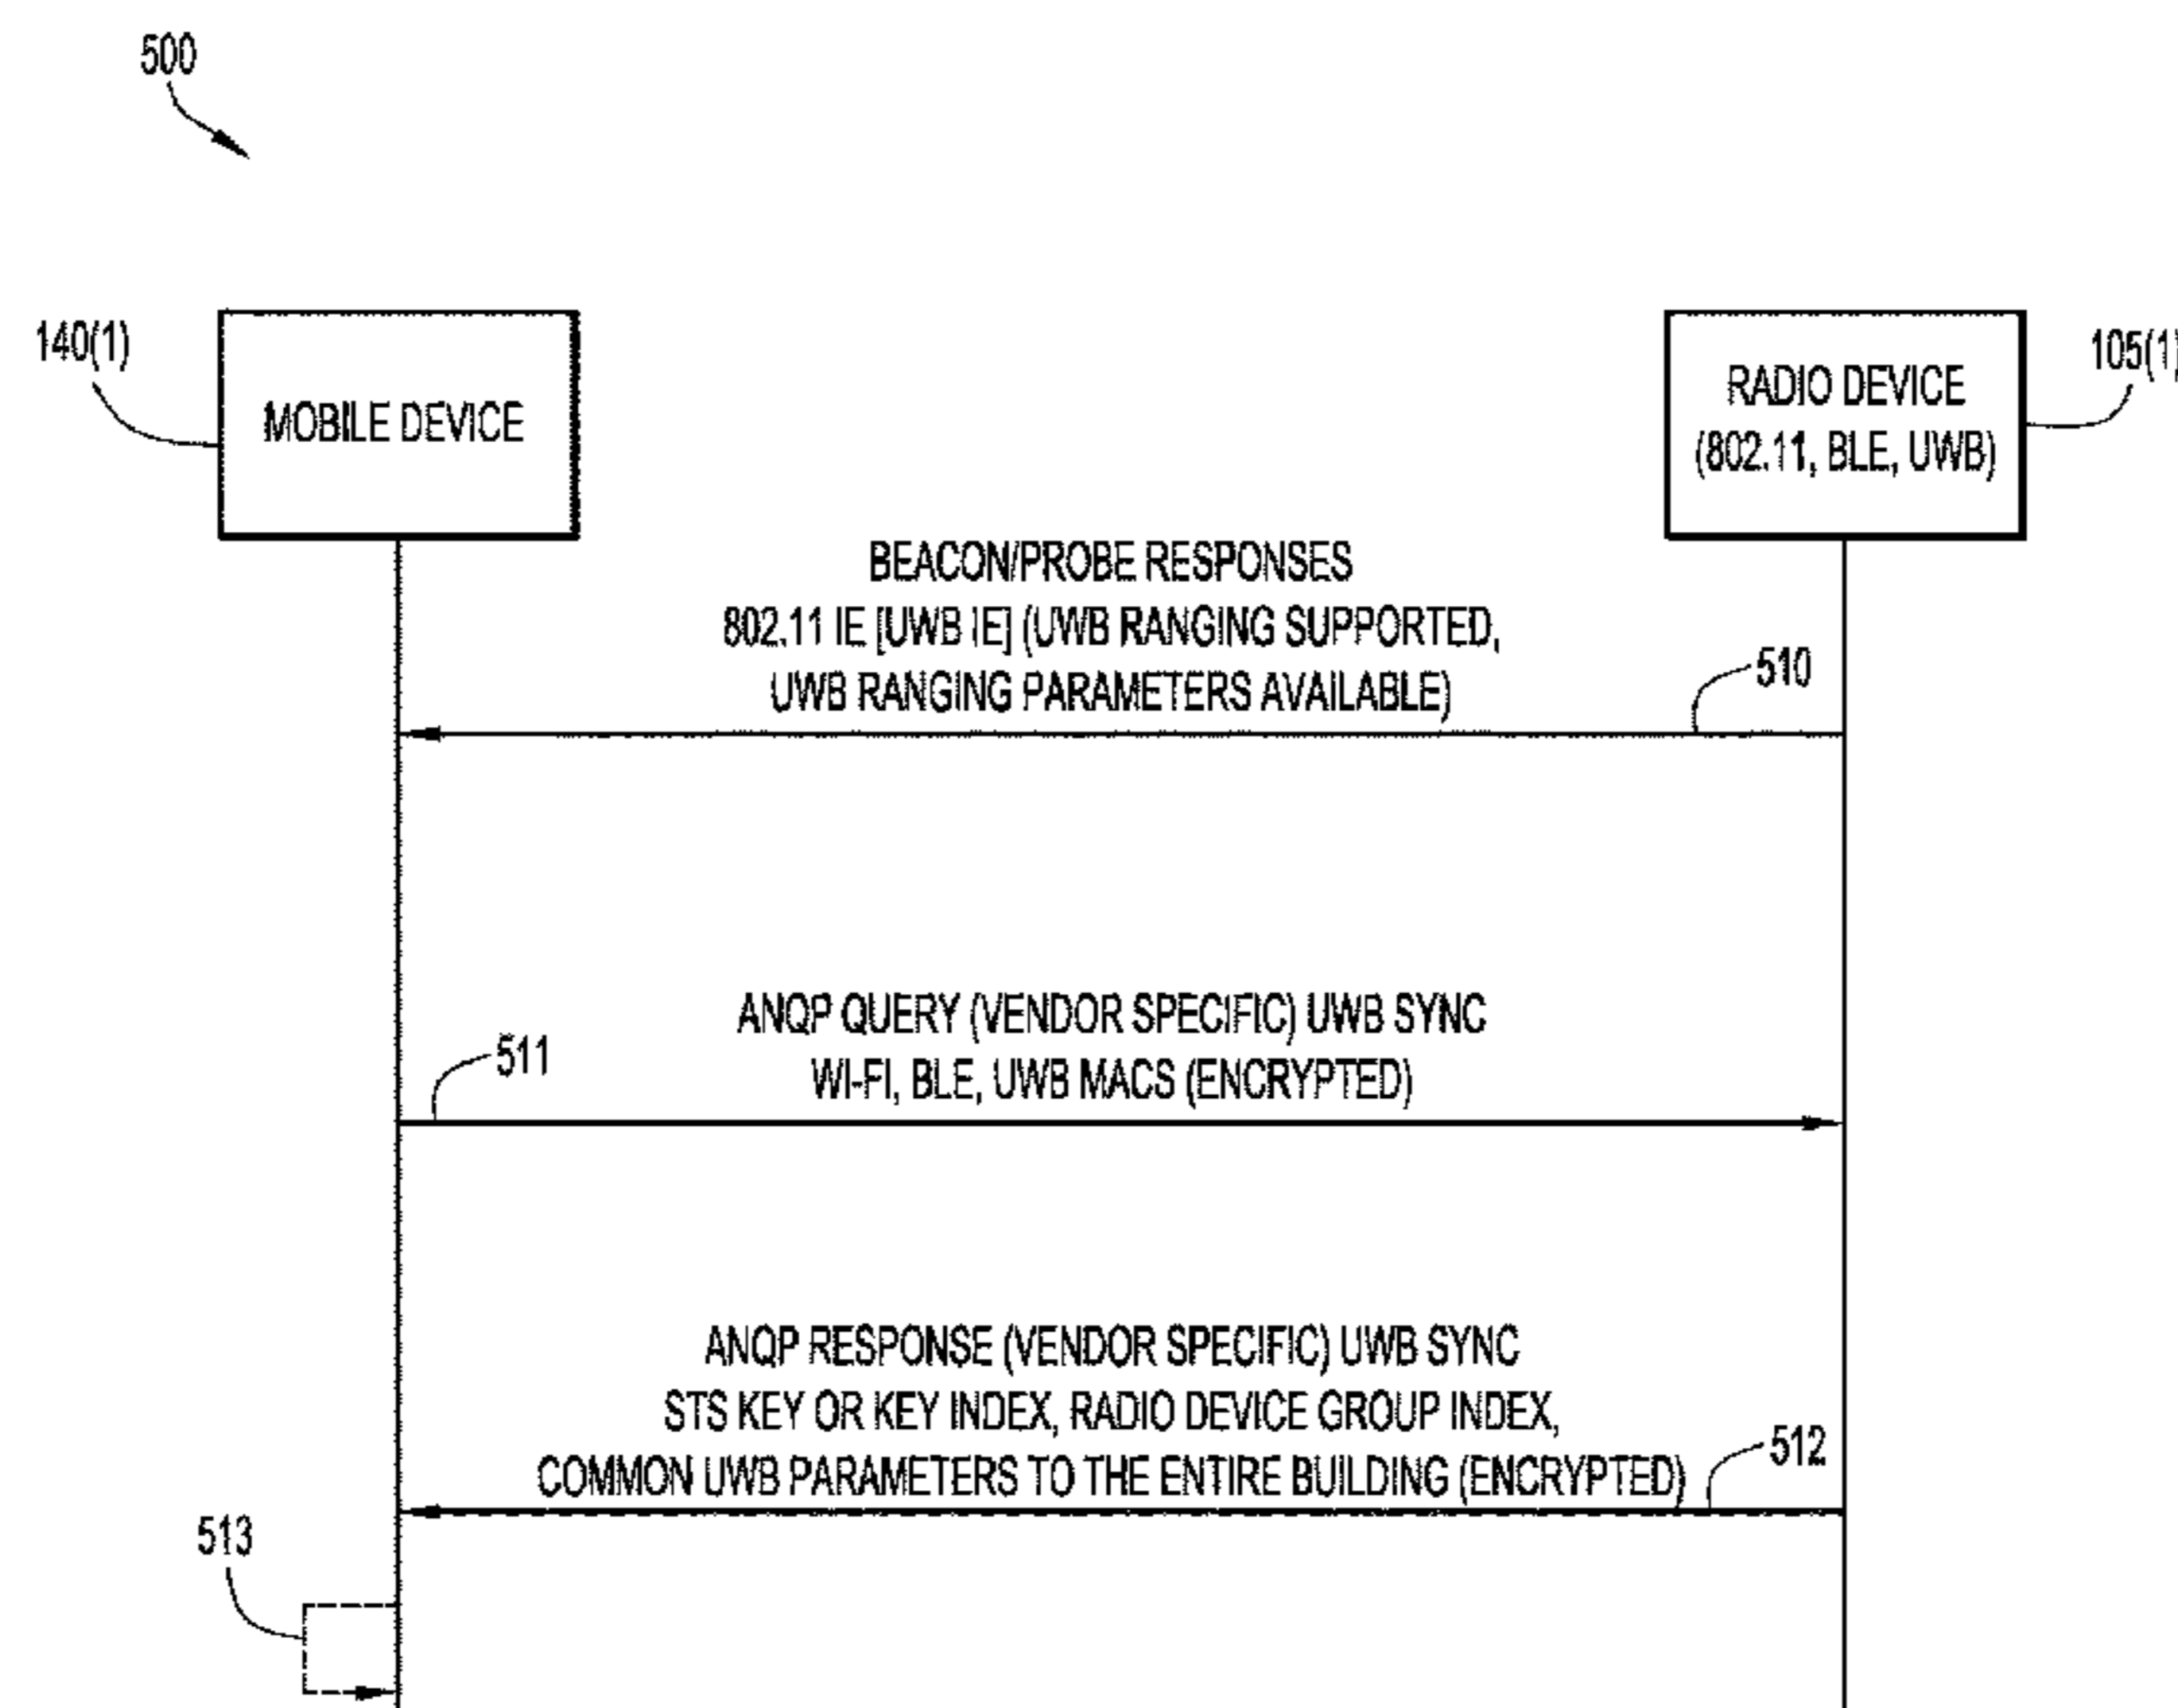 500
140(1)
MOBILE DEVICE
RADIO DEVICE
(802.11, BLE, UWB)
105(1)
BEACON/PROBE RESPONSES
802.11 IE [UWB IE] (UWB RANGING SUPPORTED,
UWB RANGING PARAMETERS AVAILABLE)
510
ANQP QUERY (VENDOR SPECIFIC) UWB SYNC
WI-FI, BLE, UWB MACS (ENCRYPTED)
511
ANQP RESPONSE (VENDOR SPECIFIC) UWB SYNC
STS KEY OR KEY INDEX, RADIO DEVICE GROUP INDEX,
COMMON UWB PARAMETERS TO THE ENTIRE BUILDING (ENCRYPTED)
512
513